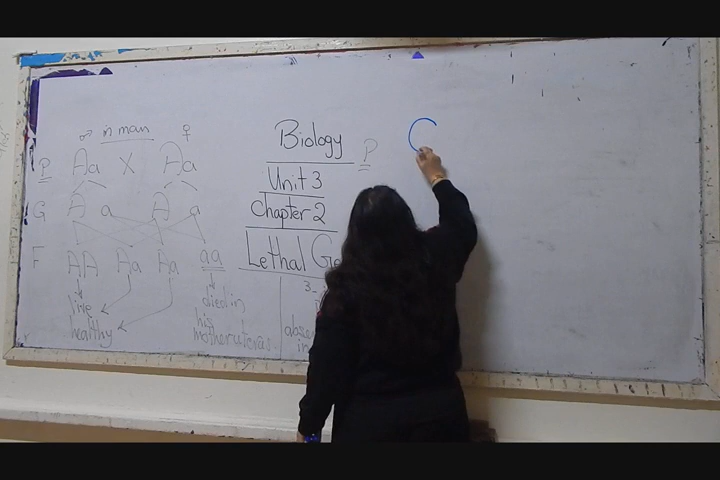 ♂ in man ♀
P Aa X Aa
G A a A a
F AA Aa Aa aa
live
healthy
died in
his
mother uterus
Biology
Unit 3
Chapter 2
Lethal Ge
3-
P
C